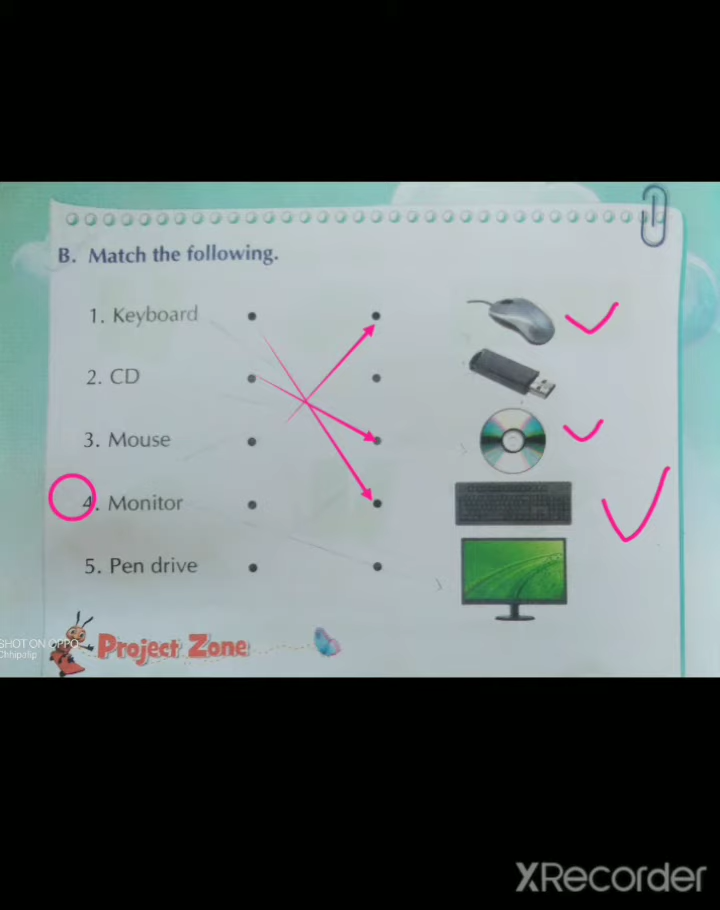 B. Match the following.
1. Keyboard
2. CD
3. Mouse
4. Monitor
5. Pen drive
SHOT ON OPPO
Chhipatip
Project Zone
XRecorder